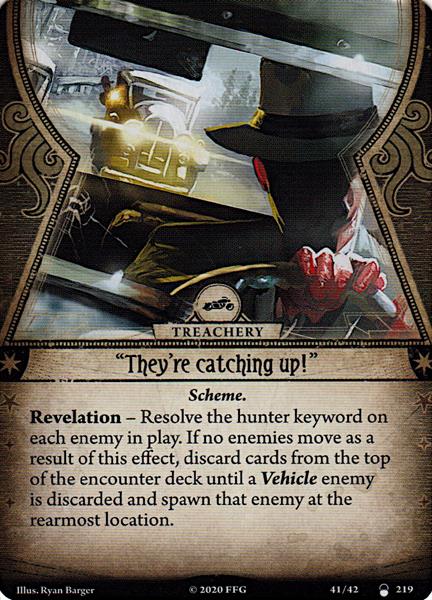 TREACHERY
“They’re catching up!”
Scheme.
Revelation – Resolve the hunter keyword on
each enemy in play. If no enemies move as a
result of this effect, discard cards from the top
of the encounter deck until a Vehicle enemy
is discarded and spawn that enemy at the
rearmost location.
Illus. Ryan Barger
© 2020 FFG
41/42
219